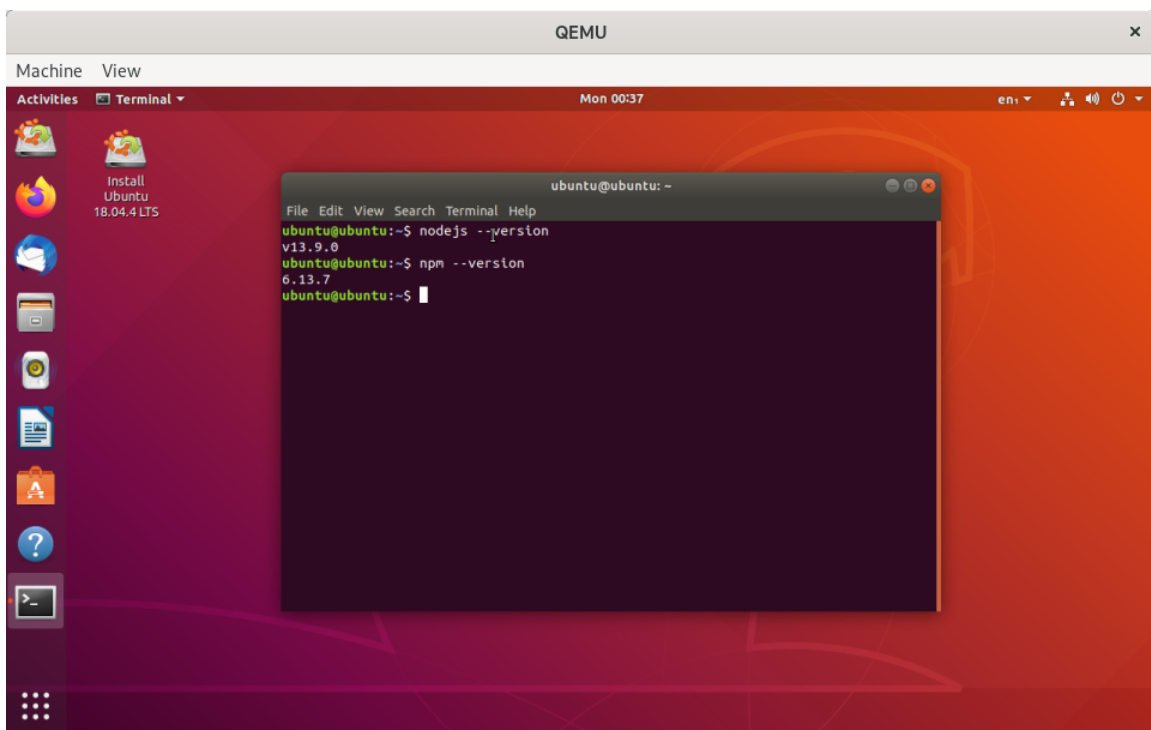 QEMU ×
Machine View
Activities Terminal Mon 00:37 en₁
Install
Ubuntu
18.04.4 LTS
ubuntu@ubuntu: ~
File Edit View Search Terminal Help
ubuntu@ubuntu:~$ nodejs --version
v13.9.0
ubuntu@ubuntu:~$ npm --version
6.13.7
ubuntu@ubuntu:~$